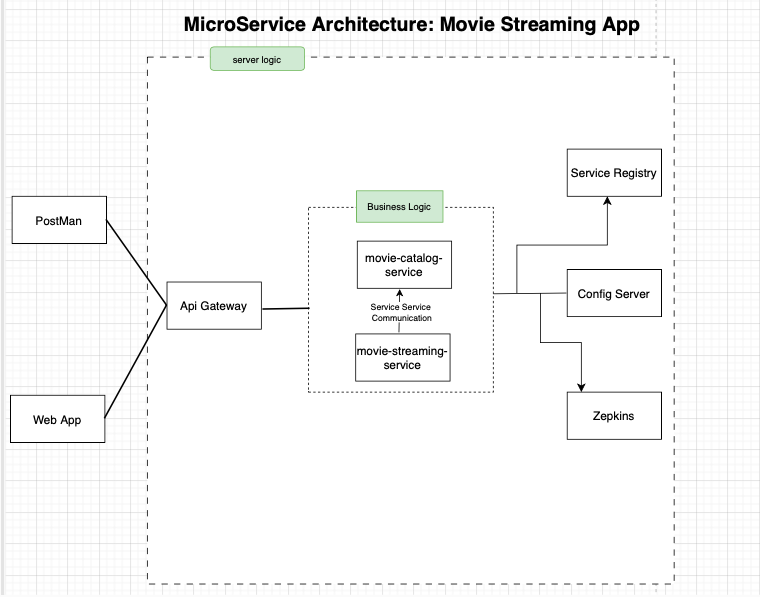 MicroService Architecture: Movie Streaming App
server logic
Service Registry
PostMan
Business Logic
movie-catalog-
service
Api Gateway
Config Server
Service Service
Communication
movie-streaming-
service
Web App
Zepkins